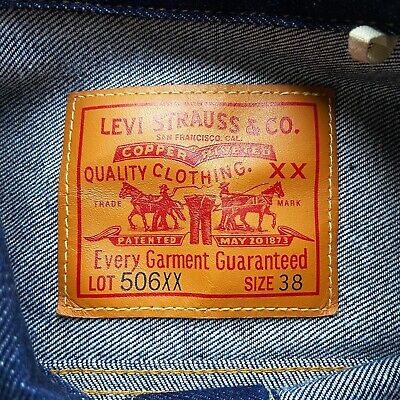 LEVI STRAUSS & CO.
SAN FRANCISCO, CAL.
COPPER RIVETED
QUALITY CLOTHING. XX
TRADE MARK
PATENTED MAY 20 1873
Every Garment Guaranteed
LOT 506XX SIZE 38